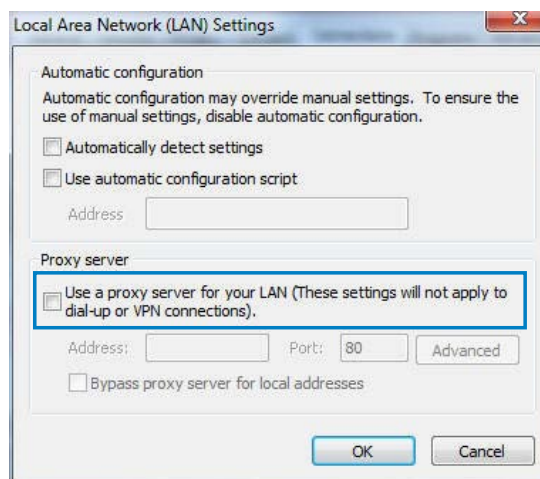 Local Area Network (LAN) Settings
Automatic configuration
Automatic configuration may override manual settings. To ensure the
use of manual settings, disable automatic configuration.
Automatically detect settings
Use automatic configuration script
Address
Proxy server
Use a proxy server for your LAN (These settings will not apply to
dial-up or VPN connections).
Address: Port: 80 Advanced
Bypass proxy server for local addresses
OK Cancel